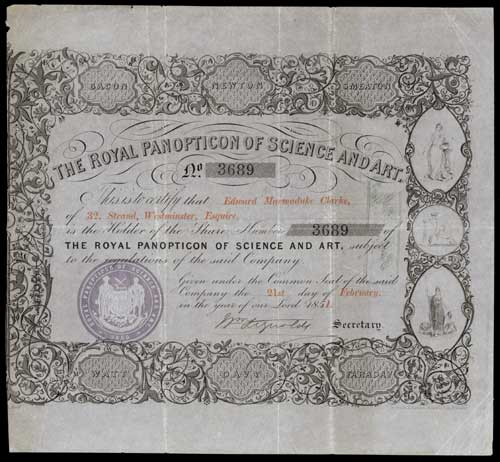 BACON NEWTON SMEATON
THE ROYAL PANOPTICON OF SCIENCE AND ART.
No. 3689
This is to certify that Edward Marmaduke Clarke,
of 32, Strand, Westminster, Esquire,
is the Holder of the Share Number 3689 of
THE ROYAL PANOPTICON OF SCIENCE AND ART, subject
to the regulations of the said Company.
Given under the Common Seal of the said
Company the 21st day of February,
in the year of our Lord 1851.
Secretary
WATT DAVY FARADAY